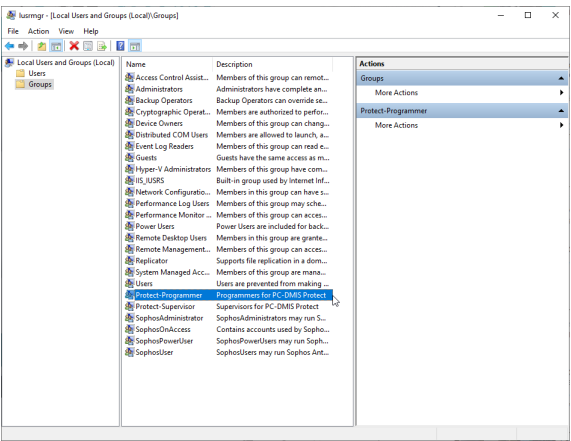 lusrmgr - [Local Users and Groups (Local)\Groups]
File Action View Help
Local Users and Groups (Local)
Users
Groups
Name Description
Access Control Assist... Members of this group can remot...
Administrators Administrators have complete an...
Backup Operators Backup Operators can override se...
Cryptographic Operat... Members are authorized to perfor...
Device Owners Members of this group can chang...
Distributed COM Users Members are allowed to launch, a...
Event Log Readers Members of this group can read e...
Guests Guests have the same access as m...
Hyper-V Administrators Members of this group have com...
IIS_IUSRS Built-in group used by Internet Inf...
Network Configuratio... Members in this group can have s...
Performance Log Users Members of this group may sche...
Performance Monitor ... Members of this group can acces...
Power Users Power Users are included for back...
Remote Desktop Users Members in this group are grante...
Remote Management... Members of this group can acces...
Replicator Supports file replication in a dom...
System Managed Acc... Members of this group are mana...
Users Users are prevented from making ...
Protect-Programmer Programmers for PC-DMIS Protect
Protect-Supervisor Supervisors for PC-DMIS Protect
SophosAdministrator SophosAdministrators may run S...
SophosOnAccess Contains accounts used by Sopho...
SophosPowerUser SophosPowerUsers may run Soph...
SophosUser SophosUsers may run Sophos Ant...
Actions
Groups
More Actions
Protect-Programmer
More Actions